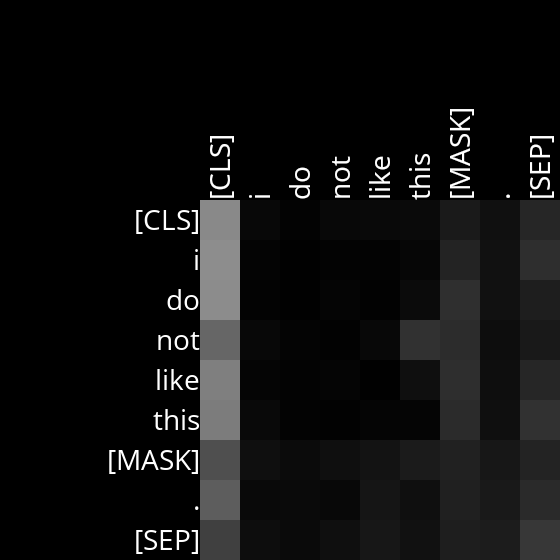 [CLS] i do not like this [MASK] . [SEP]
[CLS]
i
do
not
like
this
[MASK]
.
[SEP]